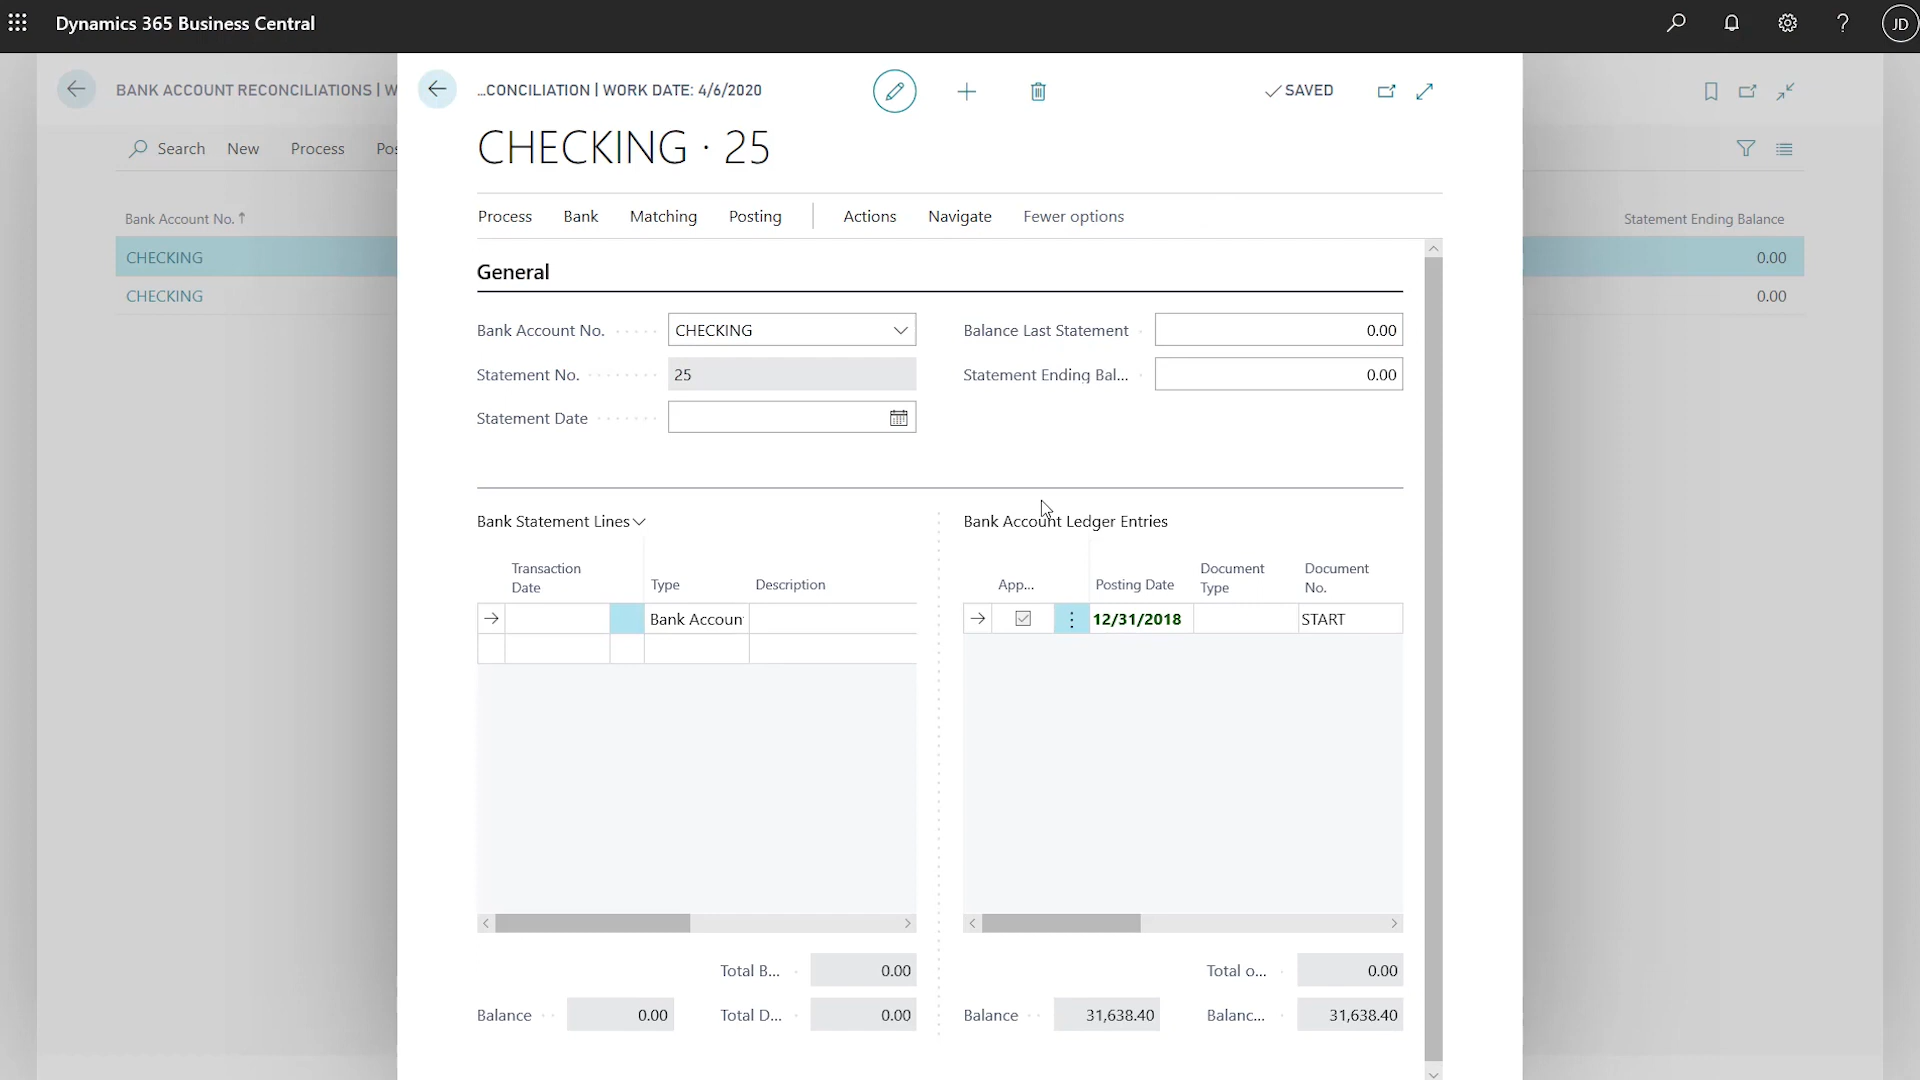 Dynamics 365 Business Central
JD
BANK ACCOUNT RECONCILIATIONS | W
Search New Process Pos
Bank Account No. ↑
CHECKING
CHECKING
...CONCILIATION | WORK DATE: 4/6/2020
SAVED
CHECKING · 25
Process Bank Matching Posting Actions Navigate Fewer options
General
Bank Account No. CHECKING
Balance Last Statement 0.00
Statement No. 25
Statement Ending Bal... 0.00
Statement Date
Bank Statement Lines
Transaction Date Type Description
Bank Accoun
Total B... 0.00
Balance 0.00 Total D... 0.00
Bank Account Ledger Entries
App... Posting Date Document Type Document No.
12/31/2018 START
Total o... 0.00
Balance 31,638.40 Balanc... 31,638.40
Statement Ending Balance
0.00
0.00